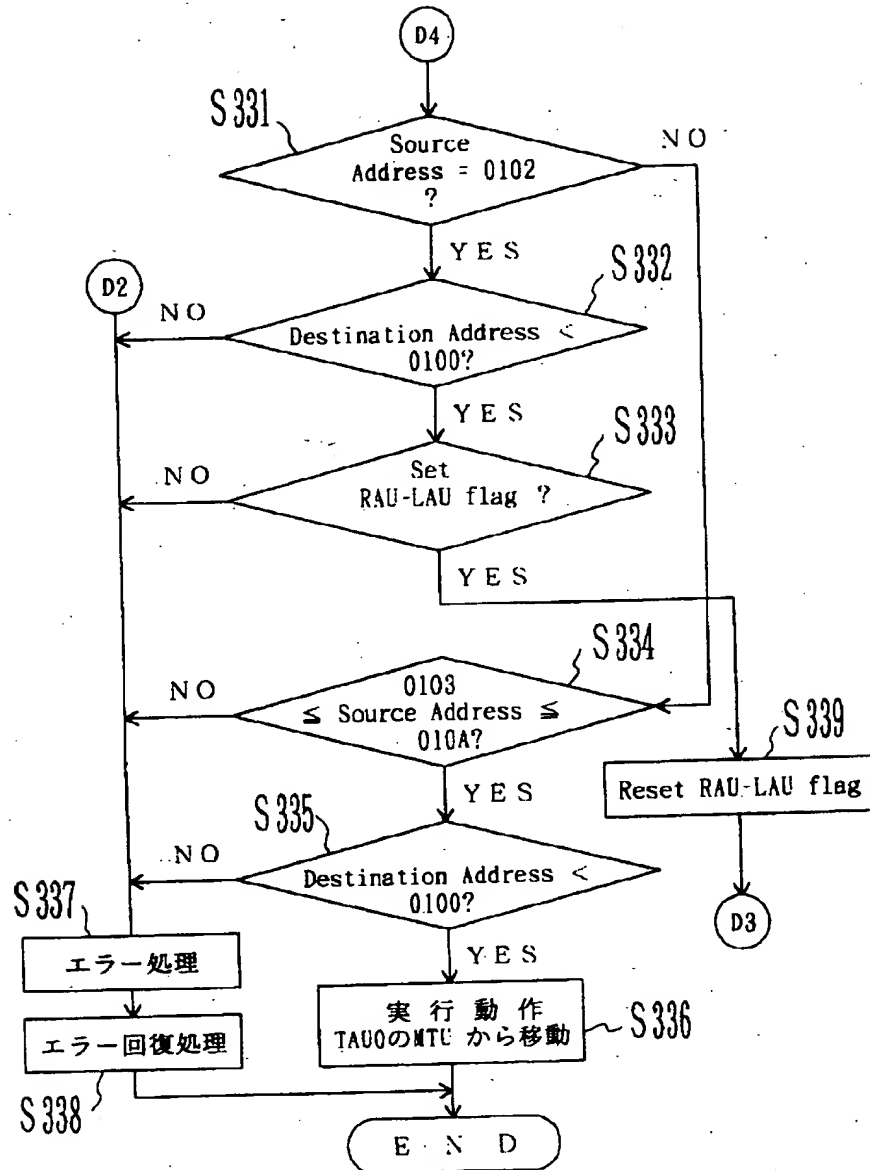 D4
S331
Source
Address = 0102
?
NO
YES
D2
S332
NO
Destination Address <
0100?
YES
S333
NO
Set
RAU-LAU flag ?
YES
S334
NO
0103
≦ Source Address ≦
010A?
S339
YES
Reset RAU-LAU flag
S335
NO
Destination Address <
0100?
D3
S337
YES
エラー処理
実行動作
TAU0のMTUから移動
S336
エラー回復処理
S338
END